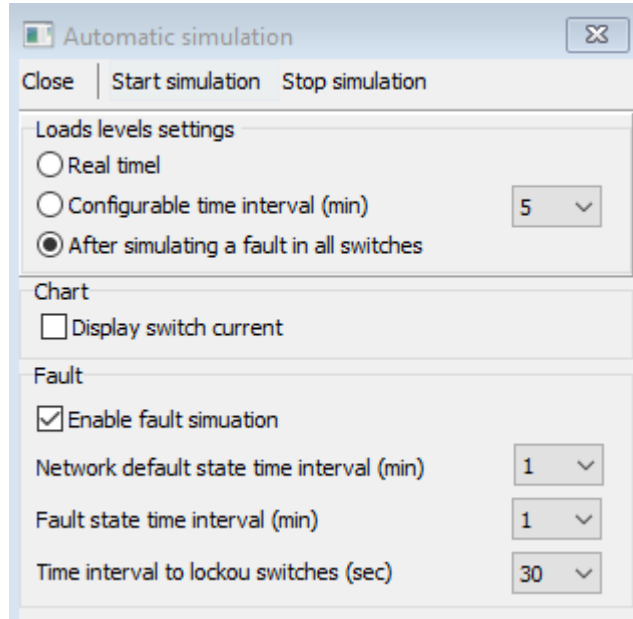 Automatic simulation
Close Start simulation Stop simulation
Loads levels settings
Real timel
Configurable time interval (min) 5
After simulating a fault in all switches
Chart
Display switch current
Fault
Enable fault simuation
Network default state time interval (min) 1
Fault state time interval (min) 1
Time interval to lockou switches (sec) 30